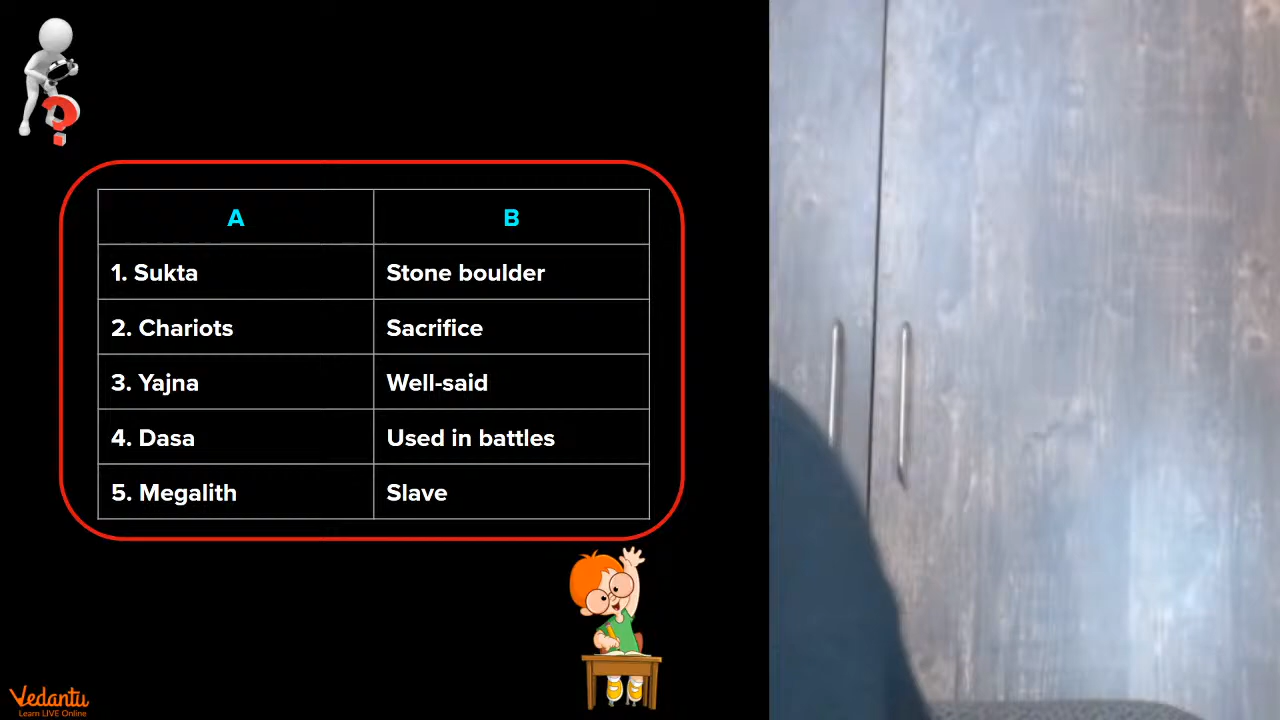 A B
1. Sukta Stone boulder
2. Chariots Sacrifice
3. Yajna Well-said
4. Dasa Used in battles
5. Megalith Slave
Vedantu
Learn LIVE Online